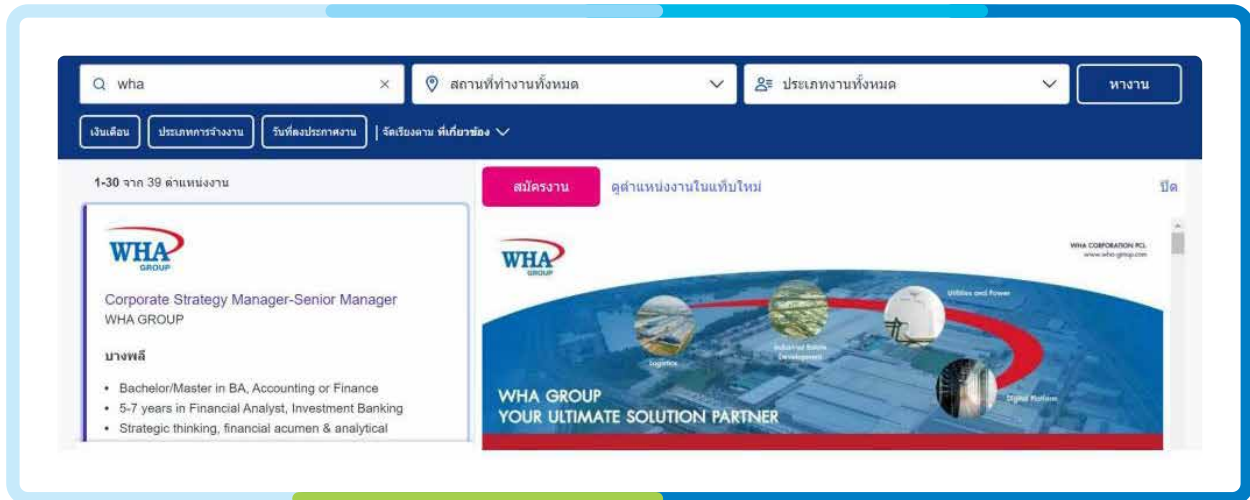 wha
สถานที่ทำงานทั้งหมด
ประเภทงานทั้งหมด
หางาน
เงินเดือน
ประเภทการจ้างงาน
วันที่ลงประกาศงาน
| จัดเรียงตาม ที่เกี่ยวข้อง
1-30 จาก 39 ตำแหน่งงาน
WHA
GROUP
Corporate Strategy Manager-Senior Manager
WHA GROUP
บางพลี
• Bachelor/Master in BA, Accounting or Finance
• 5-7 years in Financial Analyst, Investment Banking
• Strategic thinking, financial acumen & analytical
สมัครงาน
ดูตำแหน่งงานในแท็บใหม่
ปิด
WHA
GROUP
WHA CORPORATION PCL.
www.wha-group.com
Logistics
Industrial Estate
Development
Utilities and Power
Digital Platform
WHA GROUP
YOUR ULTIMATE SOLUTION PARTNER